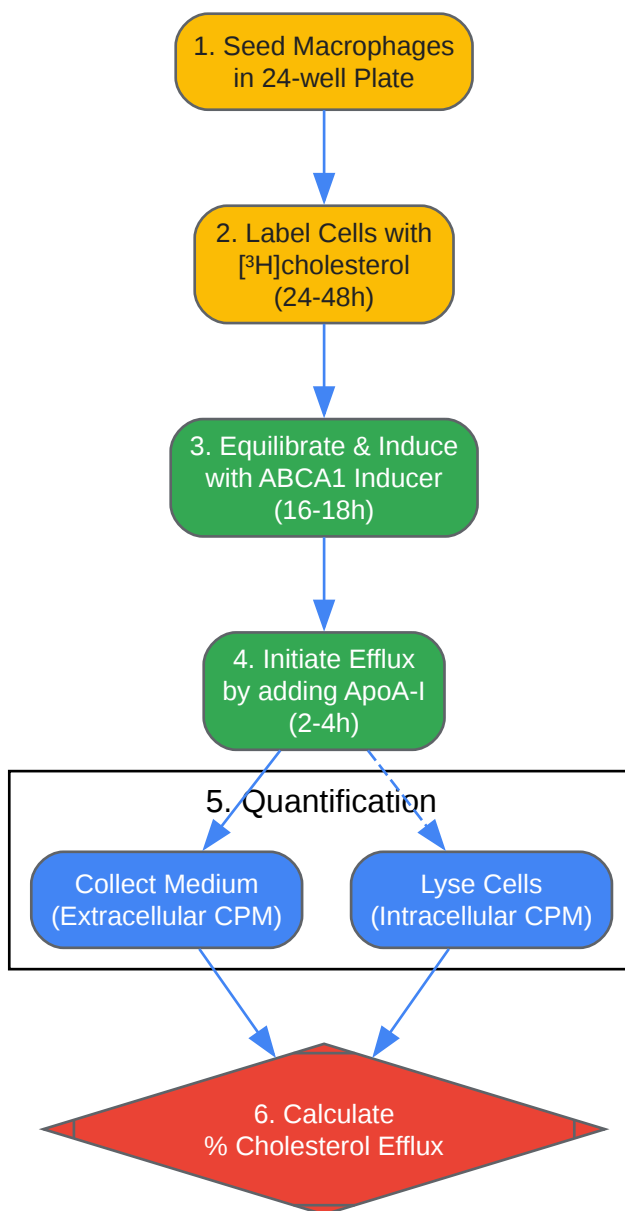 1. Seed Macrophages
in 24-well Plate
2. Label Cells with
[³H]cholesterol
(24-48h)
3. Equilibrate & Induce
with ABCA1 Inducer
(16-18h)
4. Initiate Efflux
by adding ApoA-I
(2-4h)
5. Quantification
Collect Medium
(Extracellular CPM)
Lyse Cells
(Intracellular CPM)
6. Calculate
% Cholesterol Efflux